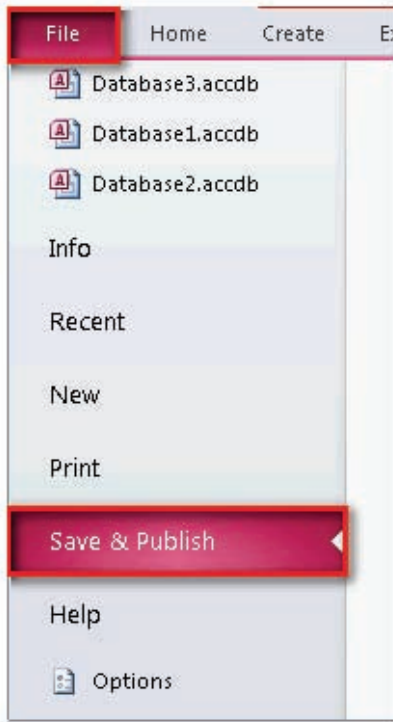 File Home Create
Database3.accdb
Database1.accdb
Database2.accdb
Info
Recent
New
Print
Save & Publish
Help
Options